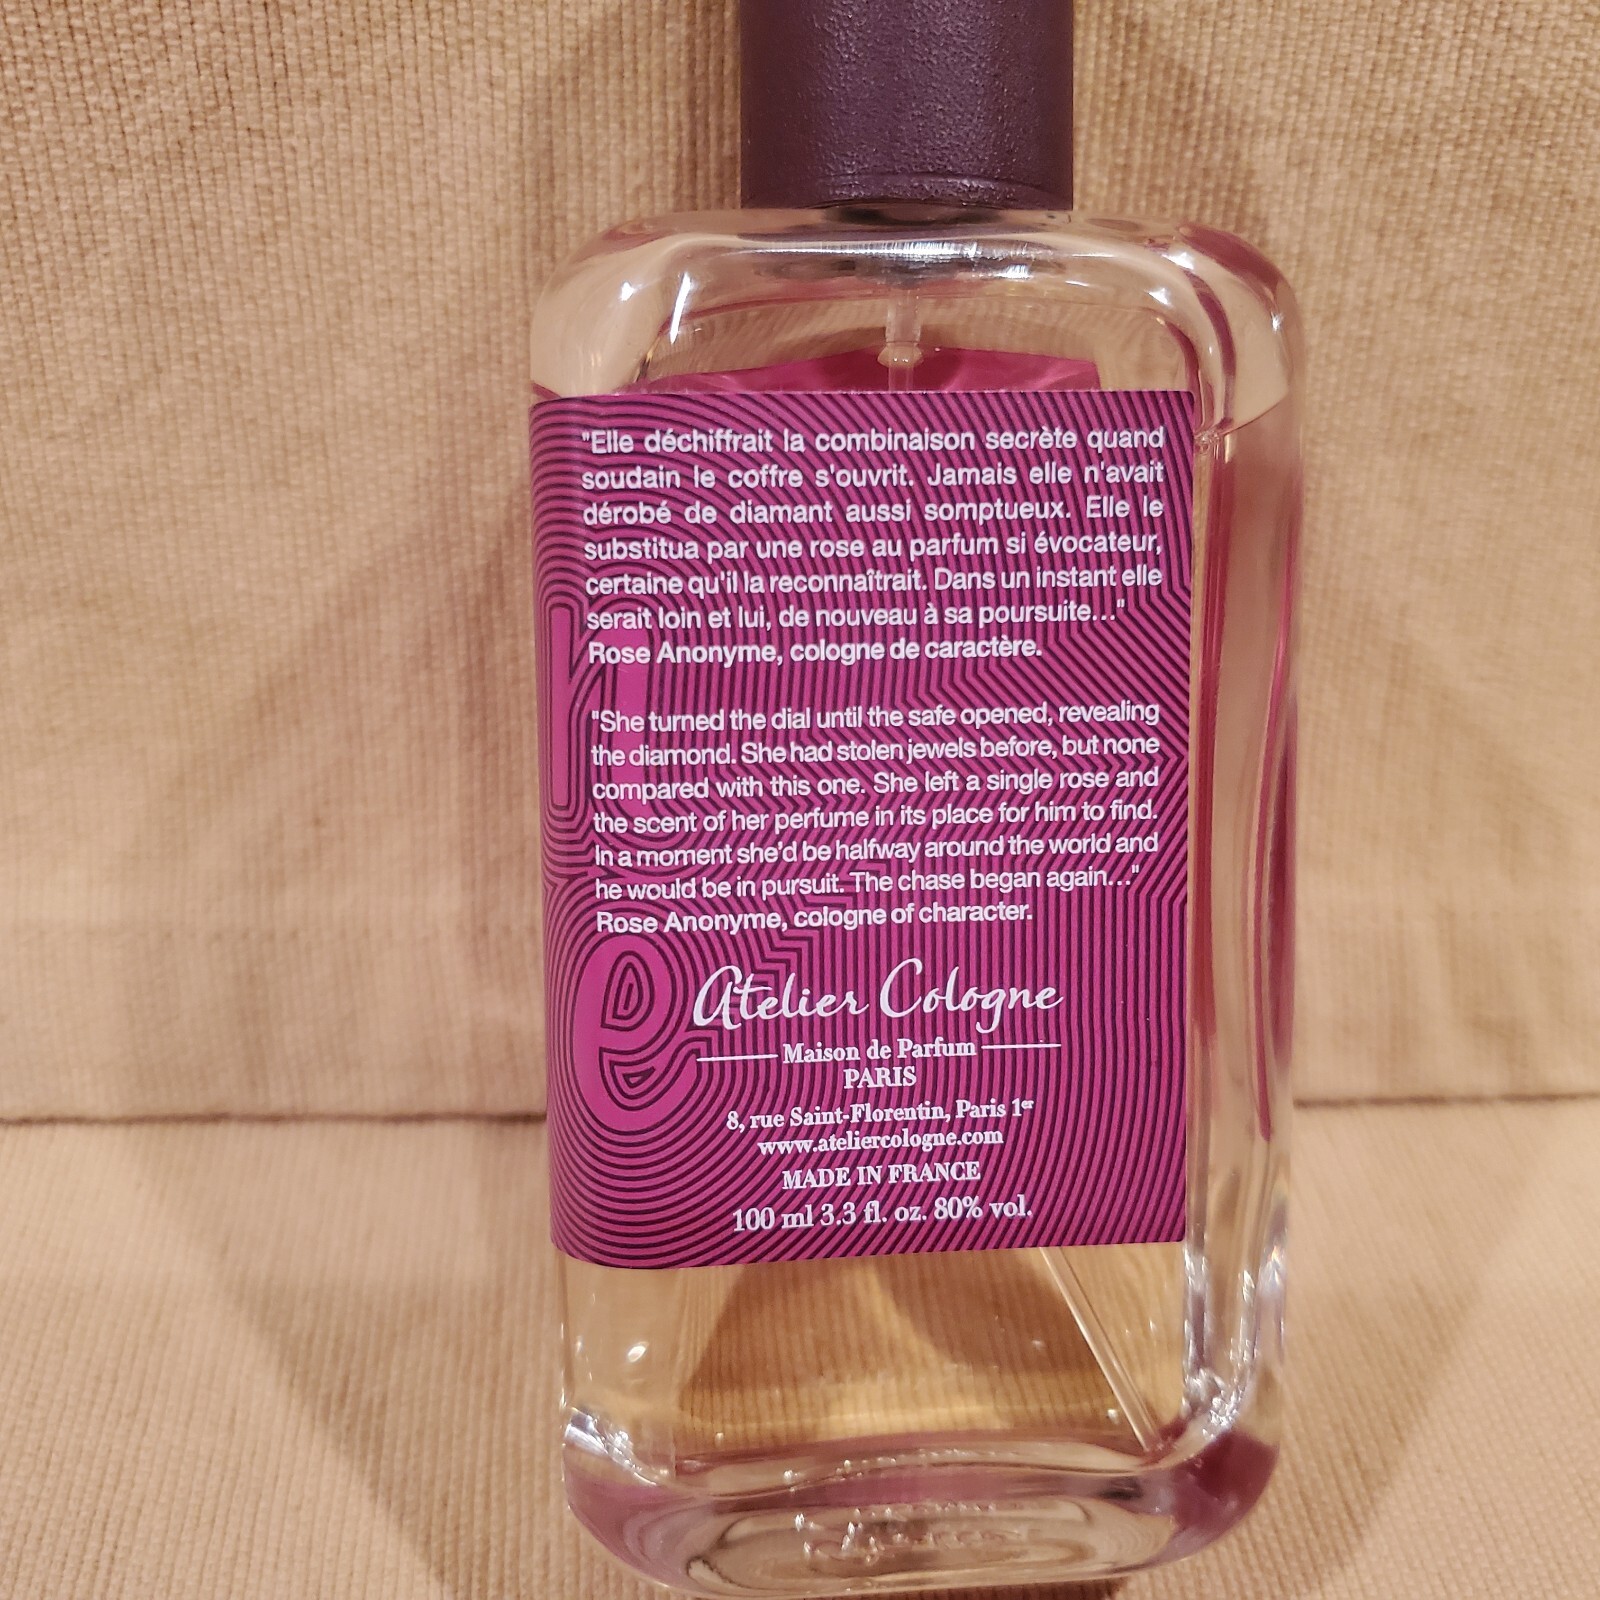 "Elle déchiffrait la combinaison secrète quand
soudain le coffre s'ouvrit. Jamais elle n'avait
dérobé de diamant aussi somptueux. Elle le
substitua par une rose au parfum si évocateur,
certaine qu'il la reconnaîtrait. Dans un instant elle
serait loin et lui, de nouveau à sa poursuite..."
Rose Anonyme, cologne de caractère.
"She turned the dial until the safe opened, revealing
the diamond. She had stolen jewels before, but none
compared with this one. She left a single rose and
the scent of her perfume in its place for him to find.
In a moment she'd be halfway around the world and
he would be in pursuit. The chase began again..."
Rose Anonyme, cologne of character.
n
e
Atelier Cologne
Maison de Parfum
PARIS
8, rue Saint-Florentin, Paris 1er
www.ateliercologne.com
MADE IN FRANCE
100 ml 3.3 fl. oz. 80% vol.